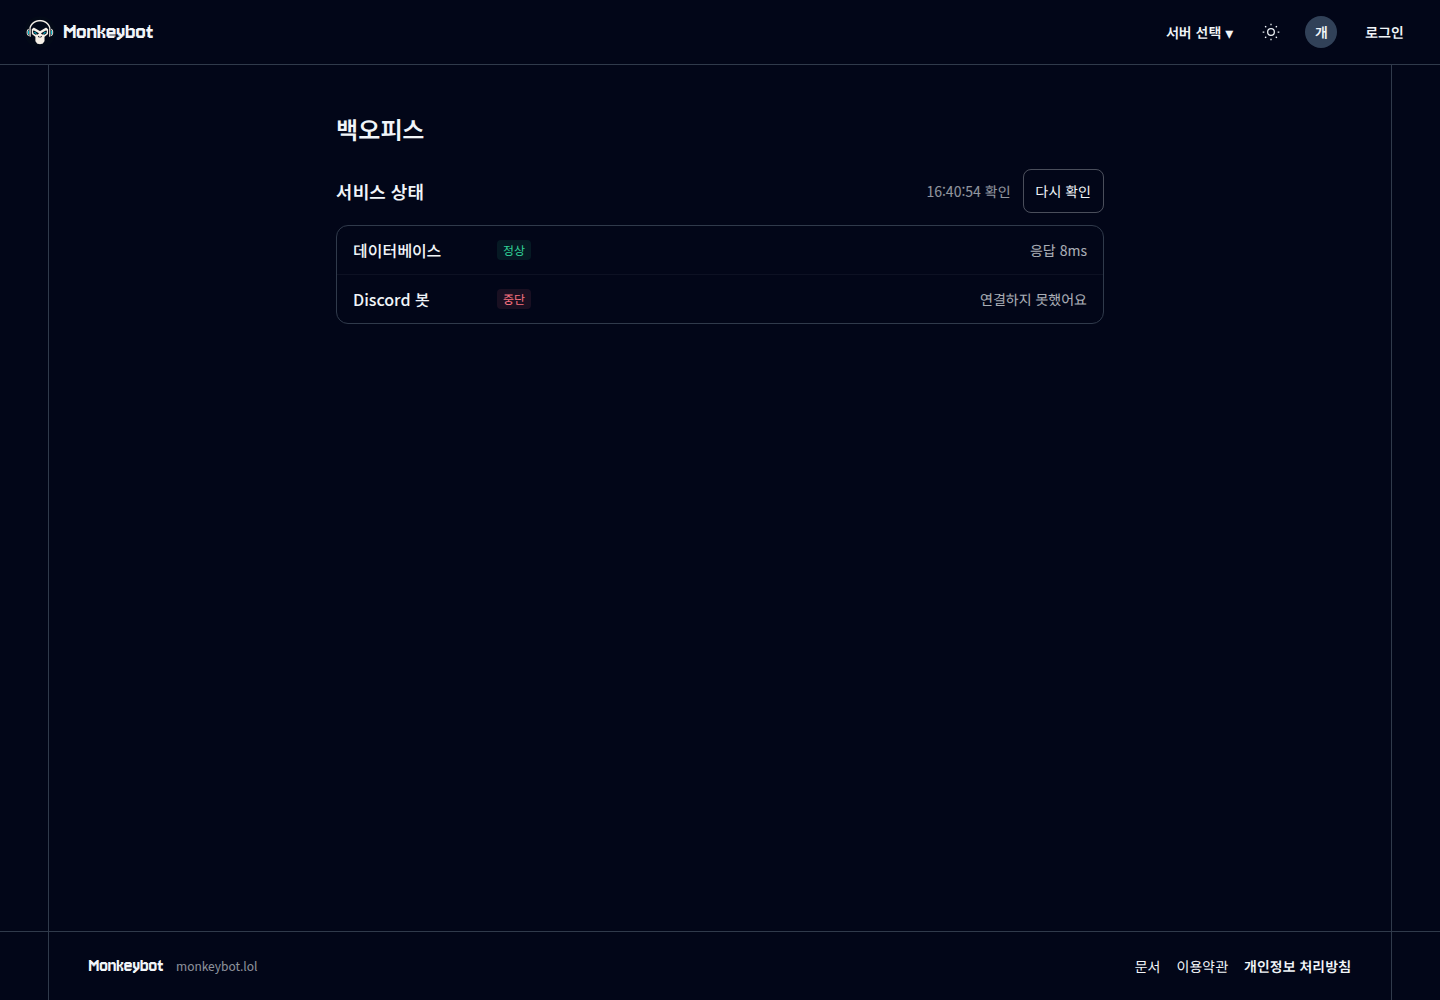 Monkeybot
서버 선택 ▾
개
로그인
백오피스
서비스 상태
16:40:54 확인
다시 확인
데이터베이스
정상
응답 8ms
Discord 봇
중단
연결하지 못했어요
Monkeybot
monkeybot.lol
문서
이용약관
개인정보 처리방침